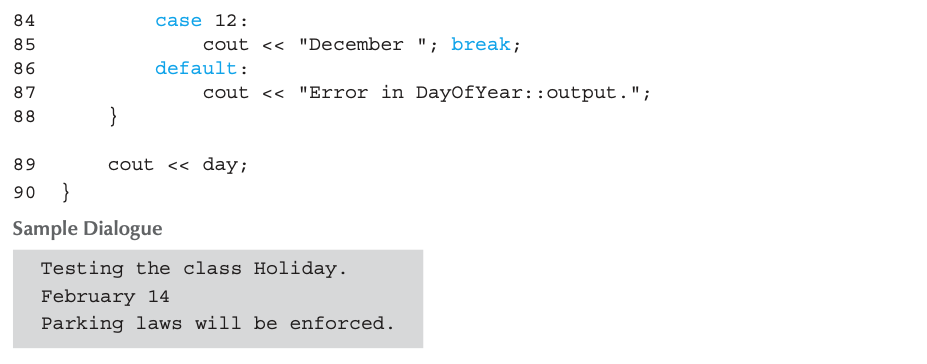 84          case 12:
85              cout << "December "; break;
86          default:
87              cout << "Error in DayOfYear::output.";
88      }
89      cout << day;
90  }
Sample Dialogue
Testing the class Holiday.
February 14
Parking laws will be enforced.